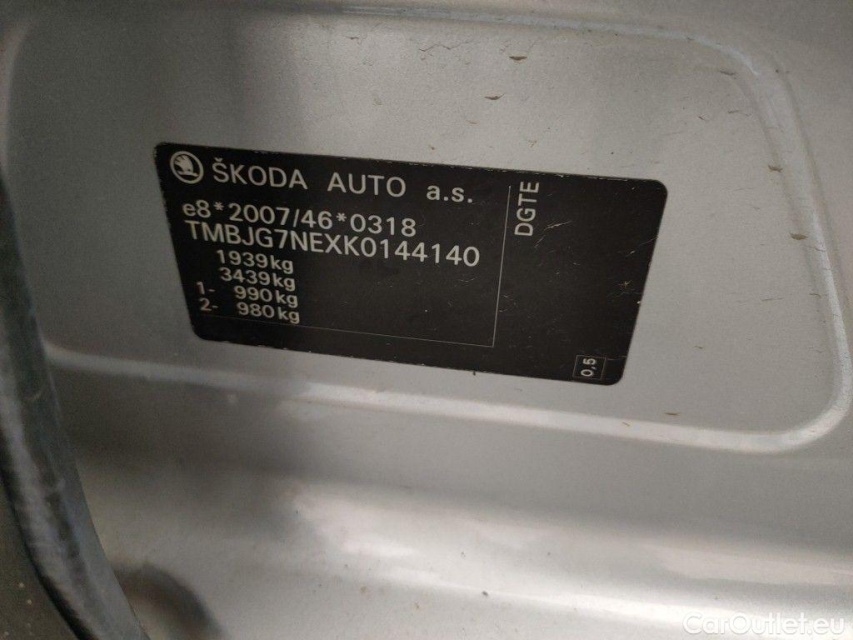 ŠKODA AUTO a.s.
e8*2007/46*0318
TMBJG7NEXK0144140
1939kg
3439kg
1- 990kg
2- 980kg
DGTE
0,5
CarOutlet.eu